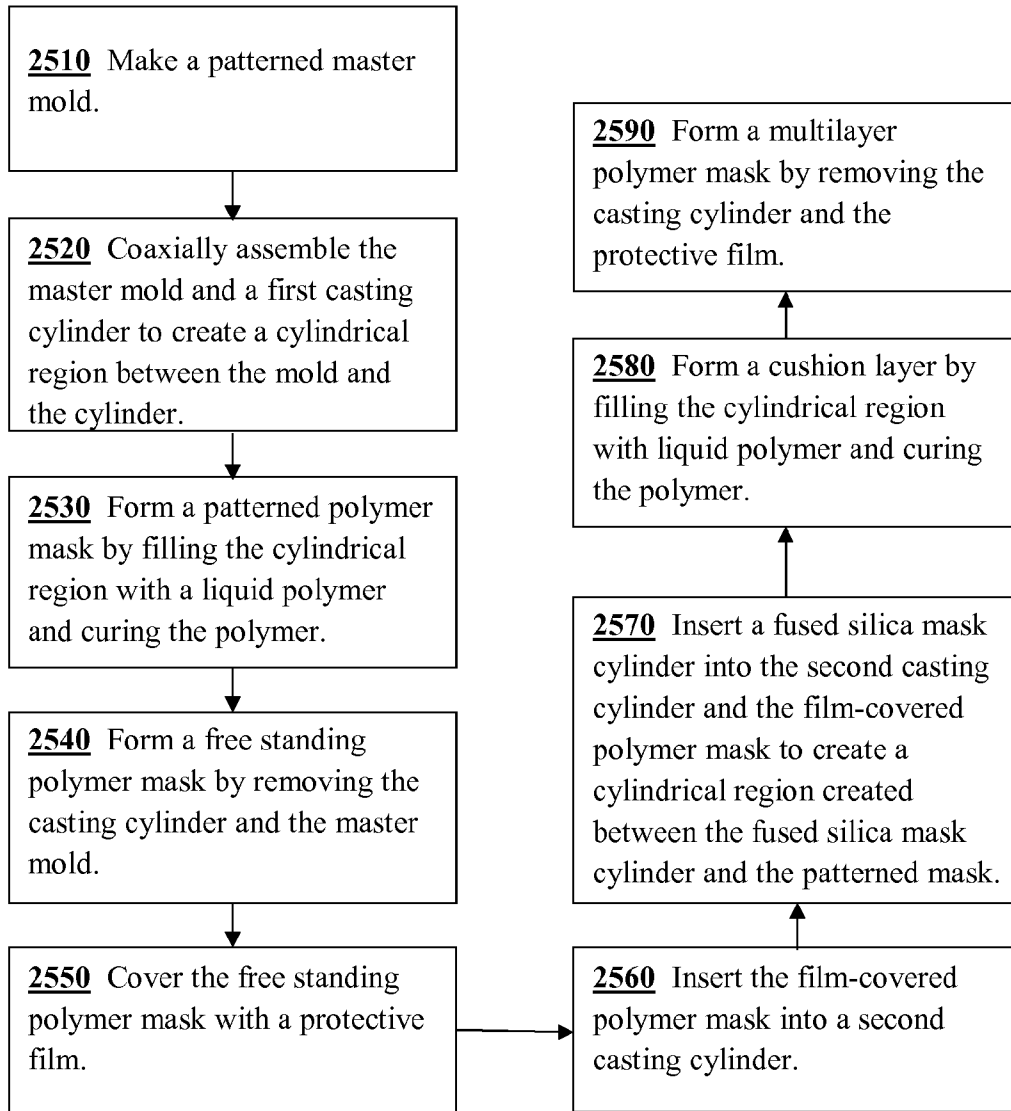 2510 Make a patterned master
mold.
2520 Coaxially assemble the
master mold and a first casting
cylinder to create a cylindrical
region between the mold and
the cylinder.
2530 Form a patterned polymer
mask by filling the cylindrical
region with a liquid polymer
and curing the polymer.
2540 Form a free standing
polymer mask by removing the
casting cylinder and the master
mold.
2550 Cover the free standing
polymer mask with a protective
film.
2560 Insert the film-covered
polymer mask into a second
casting cylinder.
2570 Insert a fused silica mask
cylinder into the second casting
cylinder and the film-covered
polymer mask to create a
cylindrical region created
between the fused silica mask
cylinder and the patterned mask.
2580 Form a cushion layer by
filling the cylindrical region
with liquid polymer and curing
the polymer.
2590 Form a multilayer
polymer mask by removing the
casting cylinder and the
protective film.